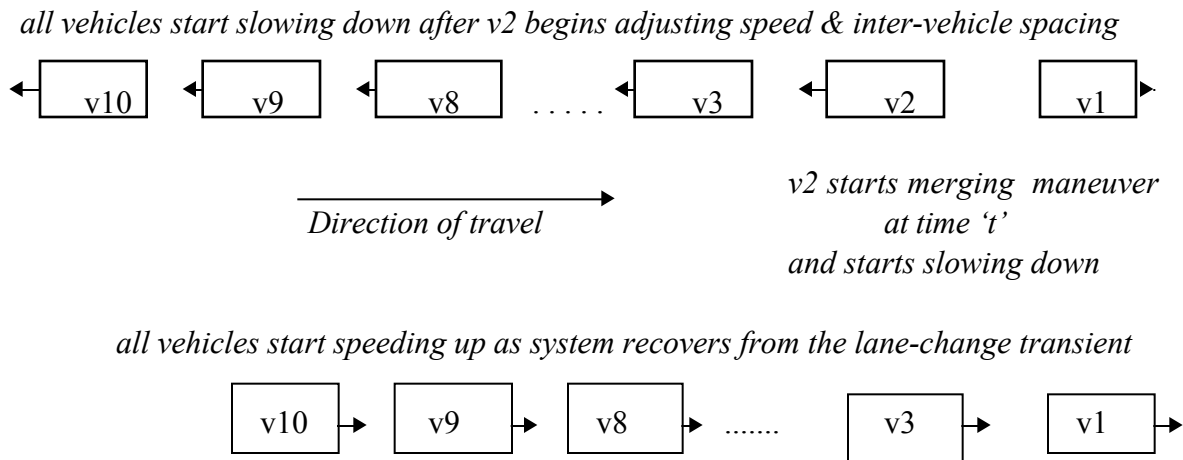 all vehicles start slowing down after v2 begins adjusting speed & inter-vehicle spacing
v10 v9 v8 ..... v3 v2 v1
v2 starts merging maneuver
Direction of travel at time ‘t’
and starts slowing down
all vehicles start speeding up as system recovers from the lane-change transient
v10 v9 v8 ....... v3 v1